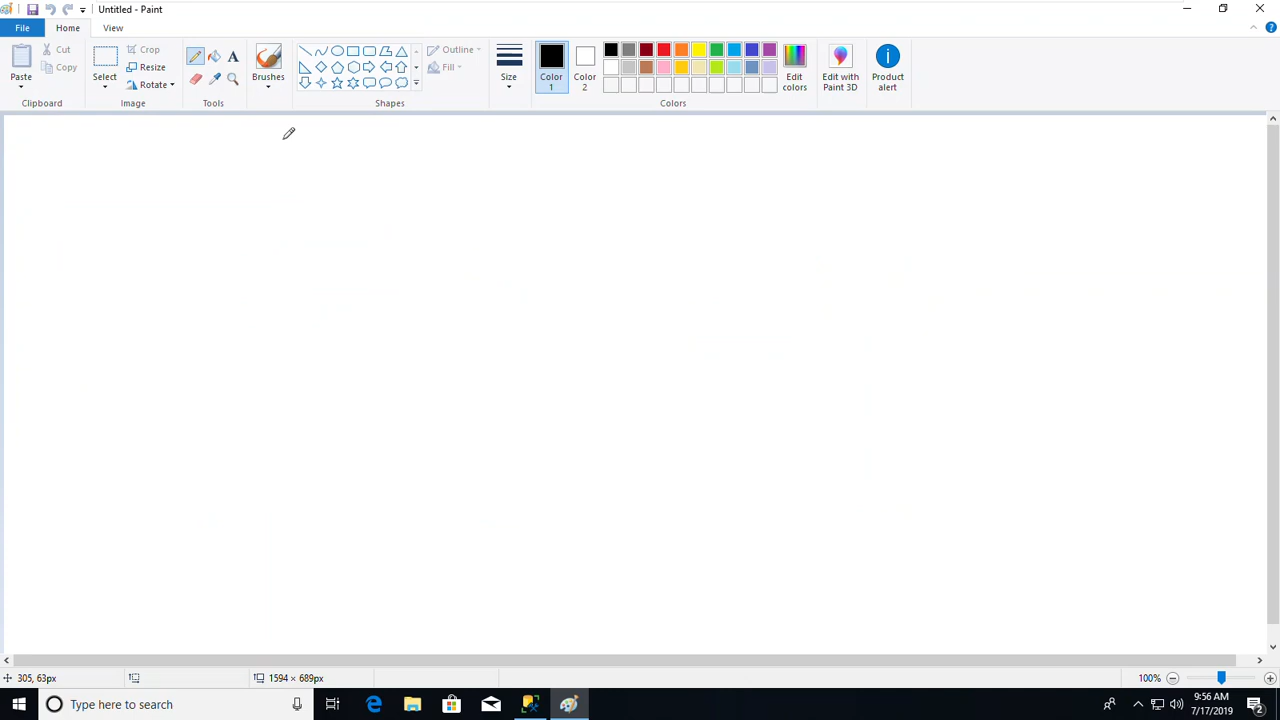 Untitled - Paint
File Home View
Paste Cut Copy Select Crop Resize Rotate A Brushes Outline Fill Size Color 1 Color 2 Edit colors Edit with Paint 3D Product alert
Clipboard Image Tools Shapes Colors
305, 63px 1594 × 689px 100%
Type here to search 9:56 AM
7/17/2019 2